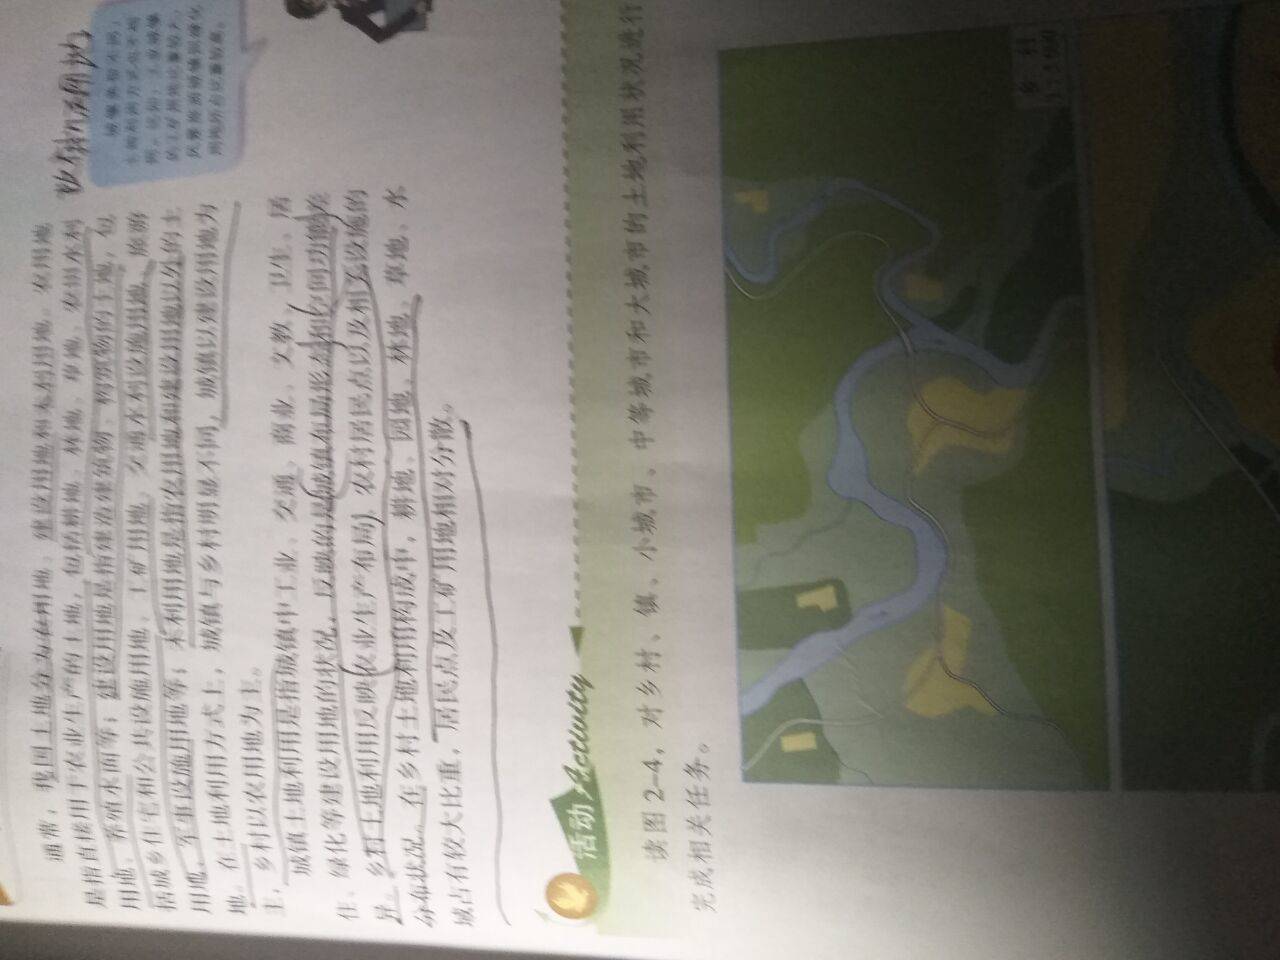 通常，我国土地分为农用地、建设用地和未利用地。农用地
是指直接用于农业生产的土地，包括耕地、林地、草地、农田水利
用地、养殖水面等；建设用地是指建造建筑物、构筑物的土地，包
括城乡住宅和公共设施用地、工矿用地、交通水利设施用地、旅游
用地、军事设施用地等；未利用地是指农用地和建设用地以外的土
地。在土地利用方式上，城镇与乡村明显不同，城镇以建设用地为
主，乡村以农用地为主。
城镇土地利用是指城镇中工业、交通、商业、文教、卫生、居
住、绿化等建设用地的状况，反映的是城镇布局形态和空间功能差
异。乡村土地利用反映农业生产布局、农村居民点以及相关设施的
分布状况。在乡村土地利用构成中，耕地、园地、林地、草地、水
域占有较大比重，居民点及工矿用地相对分散。
活动 Activity
读图2-4，对乡村、镇、小城市、中等城市和大城市的土地利用状况进行
完成相关任务。
乡 村